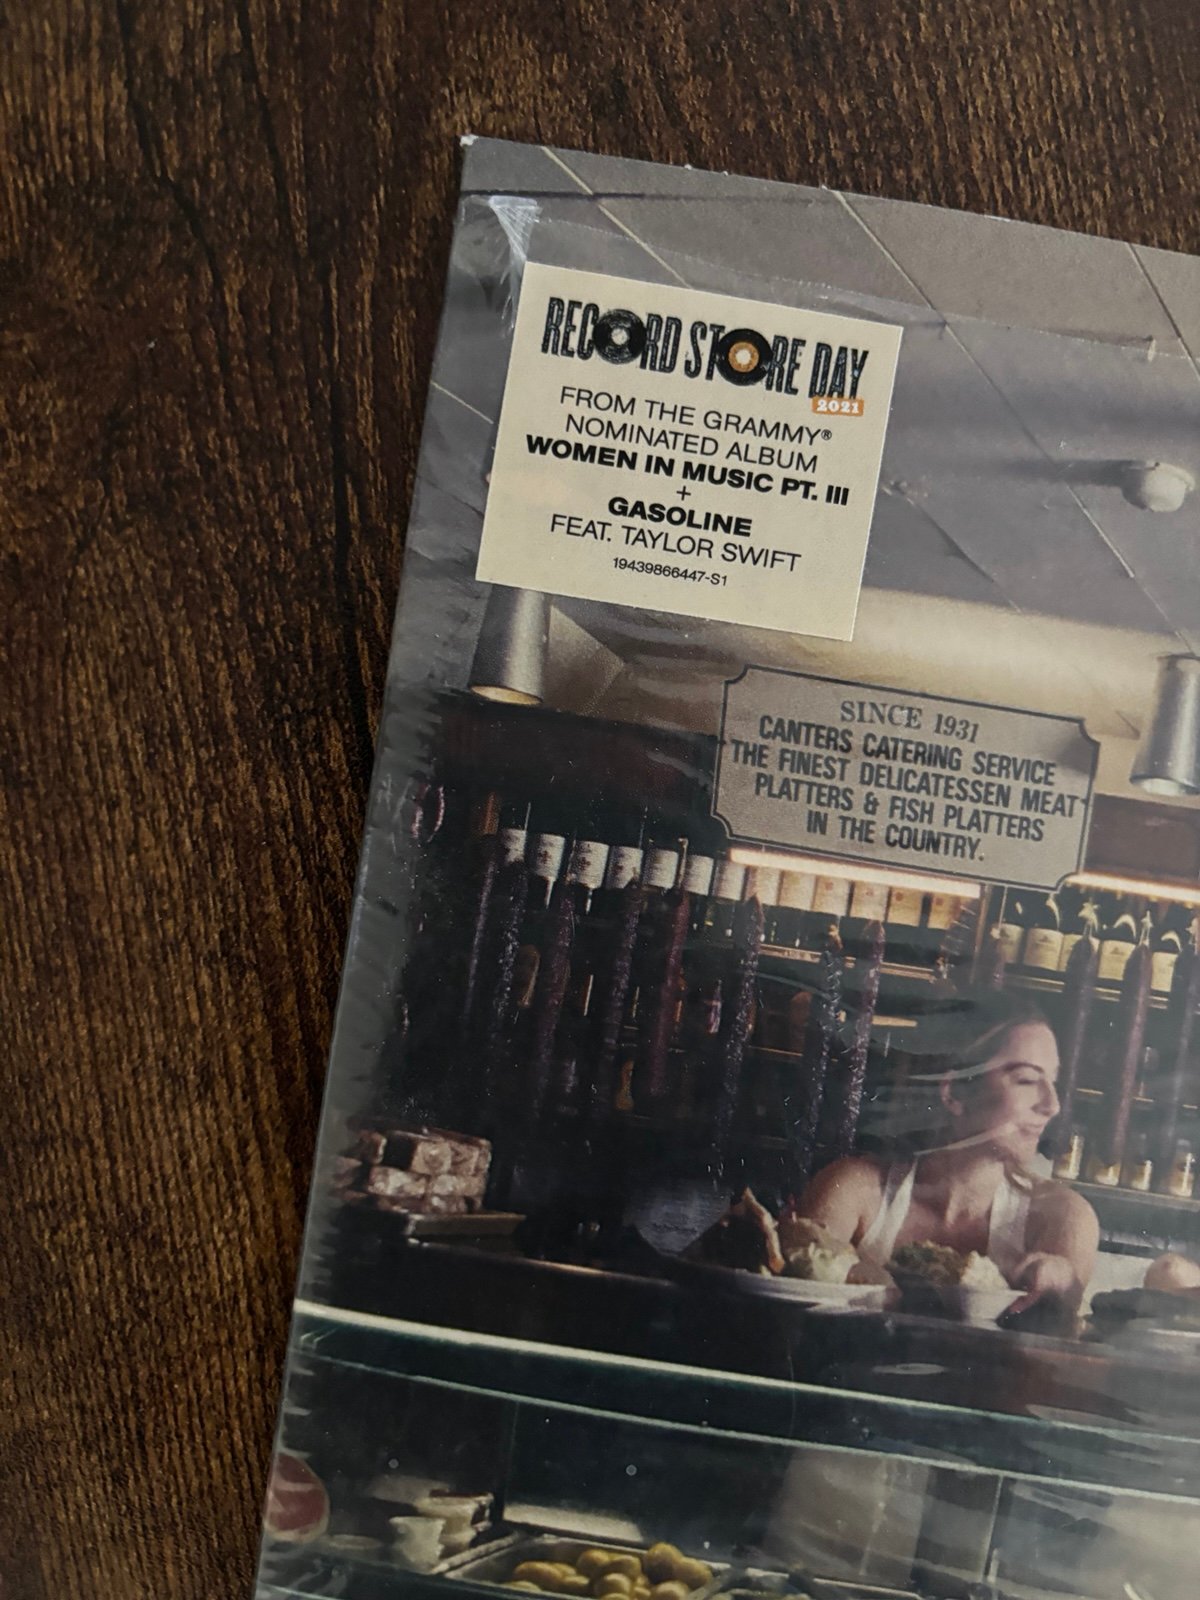 RECORD STORE DAY
2021
FROM THE GRAMMY®
NOMINATED ALBUM
WOMEN IN MUSIC PT. III
+
GASOLINE
FEAT. TAYLOR SWIFT
19439866447-S1
SINCE 1931
CANTERS CATERING SERVICE
THE FINEST DELICATESSEN MEAT
PLATTERS & FISH PLATTERS
IN THE COUNTRY.